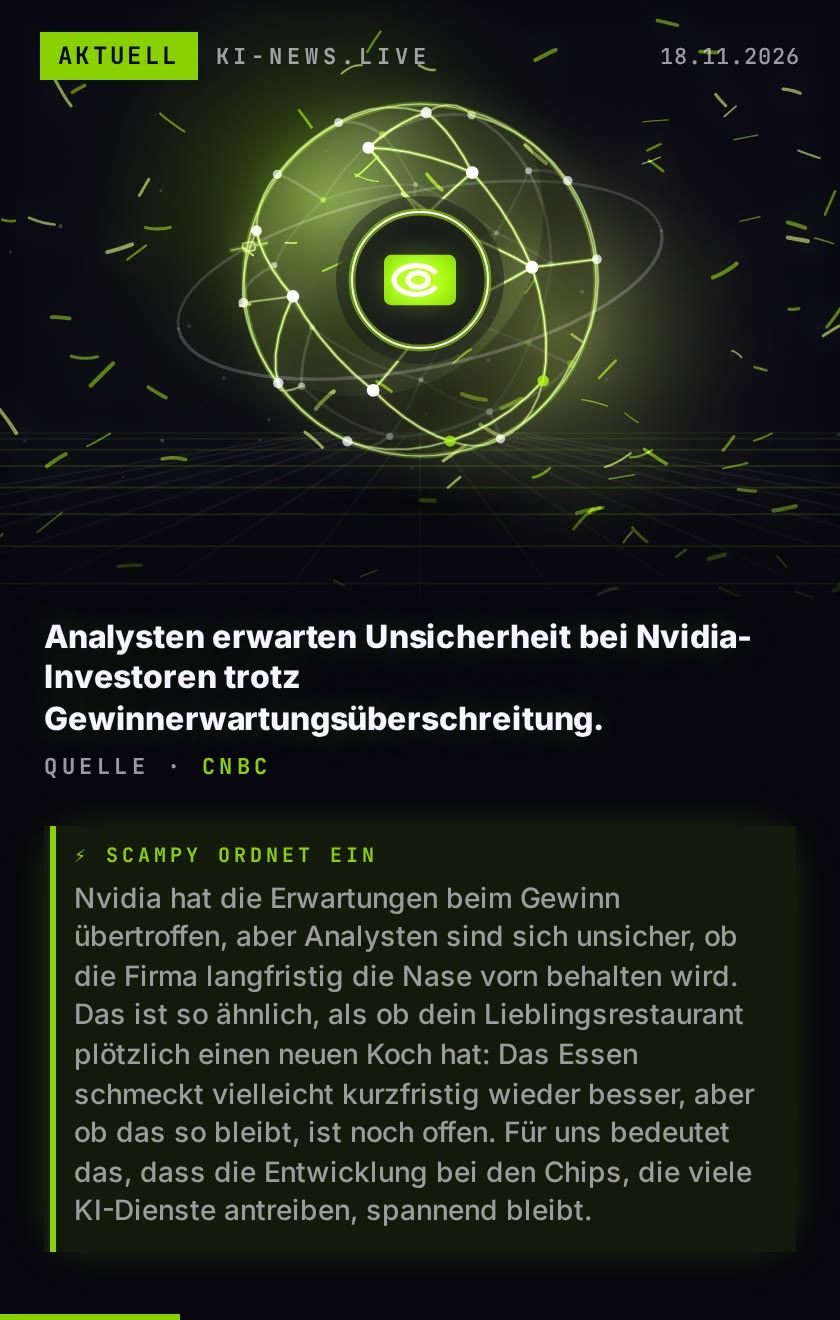 AKTUELL KI-NEWS.LIVE 18.11.2026
Analysten erwarten Unsicherheit bei Nvidia-
Investoren trotz
Gewinnerwartungsüberschreitung.
QUELLE · CNBC
⚡ SCAMPY ORDNET EIN
Nvidia hat die Erwartungen beim Gewinn
übertroffen, aber Analysten sind sich unsicher, ob
die Firma langfristig die Nase vorn behalten wird.
Das ist so ähnlich, als ob dein Lieblingsrestaurant
plötzlich einen neuen Koch hat: Das Essen
schmeckt vielleicht kurzfristig wieder besser, aber
ob das so bleibt, ist noch offen. Für uns bedeutet
das, dass die Entwicklung bei den Chips, die viele
KI-Dienste antreiben, spannend bleibt.